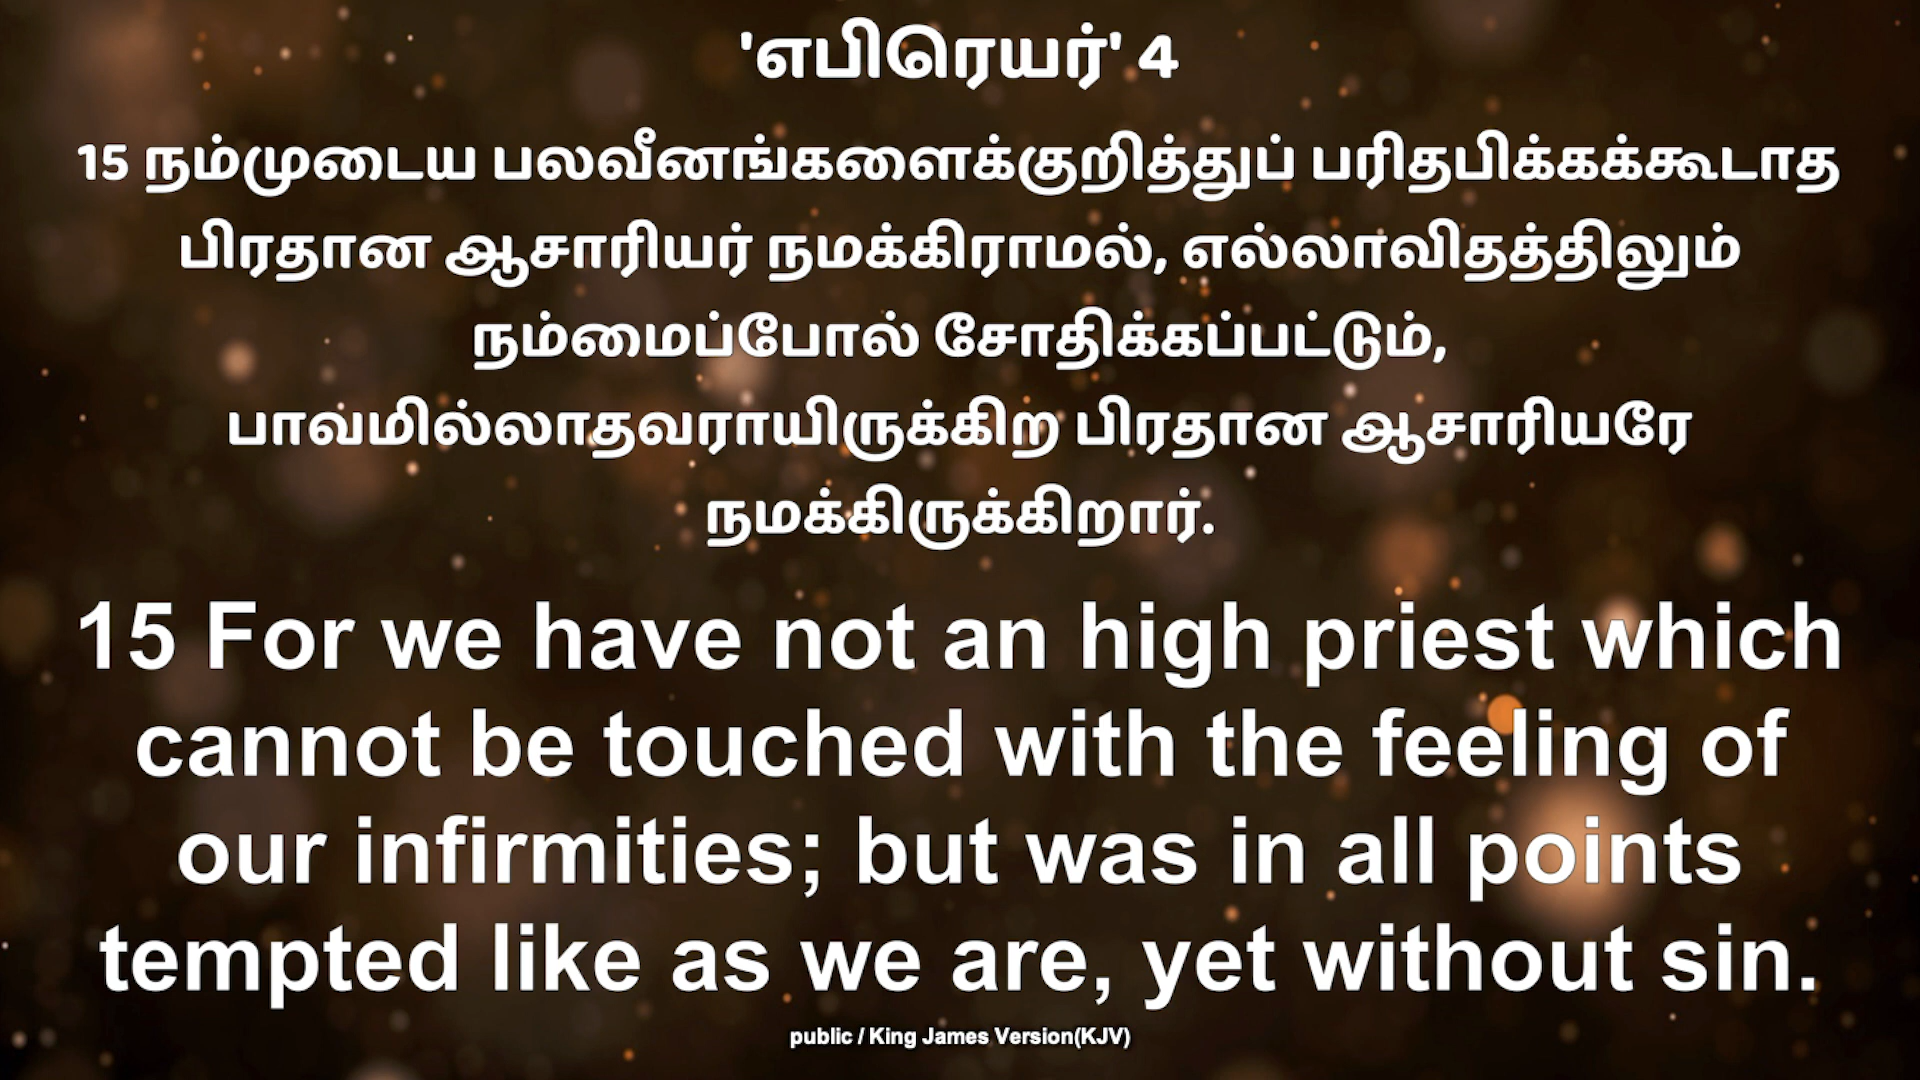 'எபிரெயர்' 4
15 நம்முடைய பலவீனங்களைக்குறித்துப் பரிதபிக்கக்கூடாத
பிரதான ஆசாரியர் நமக்கிராமல், எல்லாவிதத்திலும்
நம்மைப்போல் சோதிக்கப்பட்டும்,
பாவமில்லாதவராயிருக்கிற பிரதான ஆசாரியரே
நமக்கிருக்கிறார்.
15 For we have not an high priest which
cannot be touched with the feeling of
our infirmities; but was in all points
tempted like as we are, yet without sin.
public / King James Version(KJV)